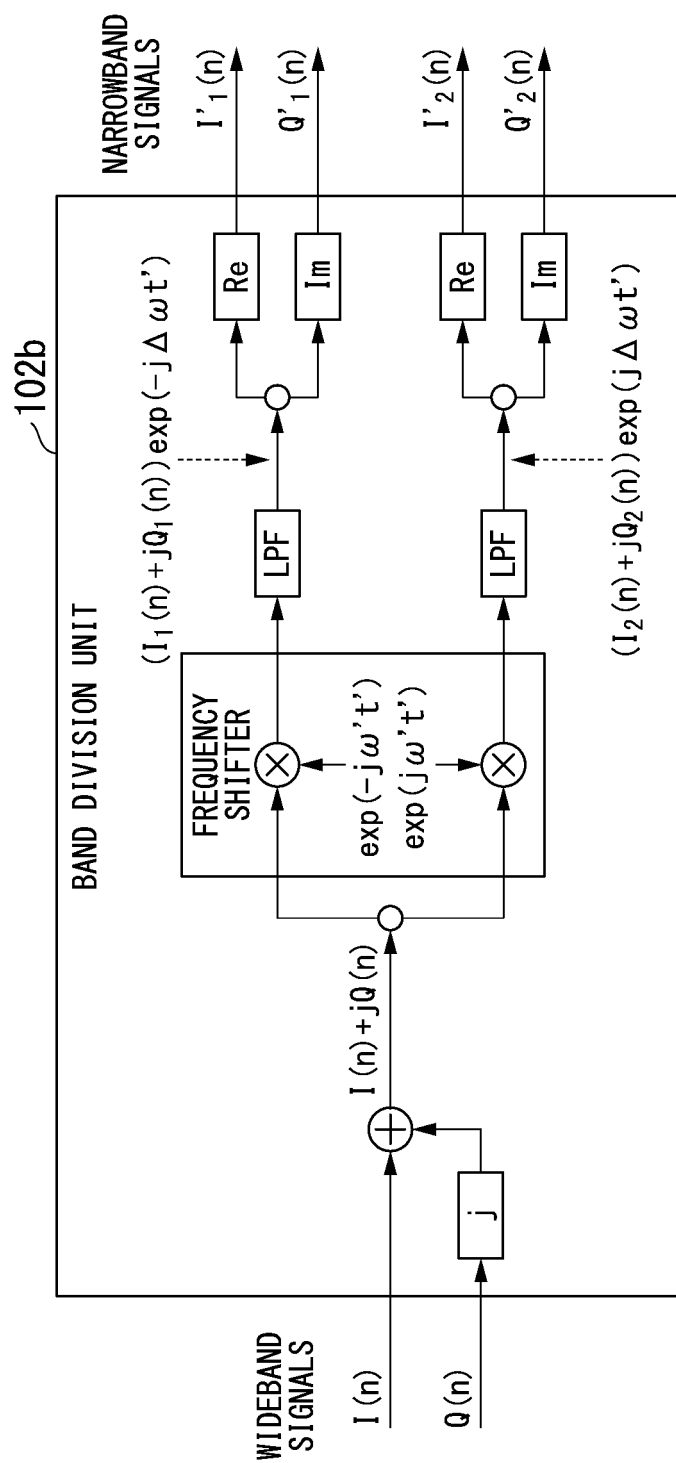 102b
BAND DIVISION UNIT
WIDEBAND
SIGNALS
I(n)
Q(n)
j
I(n)+jQ(n)
FREQUENCY
SHIFTER
exp(-jω't')
exp(jω't')
LPF
LPF
(I₁(n)+jQ₁(n))exp(-jΔωt')
(I₂(n)+jQ₂(n))exp(jΔωt')
Re
Im
Re
Im
NARROWBAND
SIGNALS
I'₁(n)
Q'₁(n)
I'₂(n)
Q'₂(n)